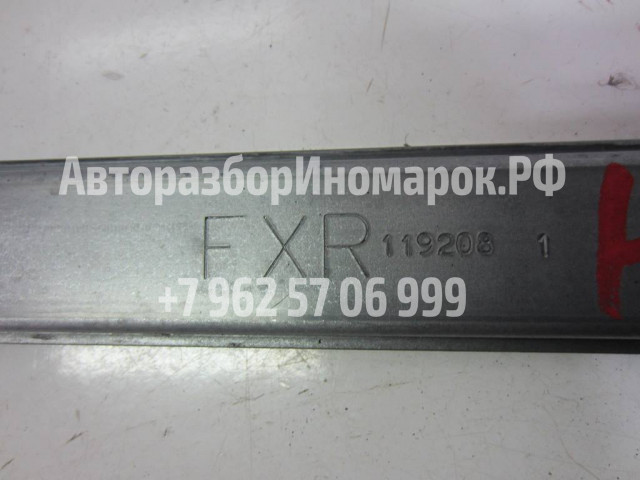 АвторазборИномарок.РФ
FXR 119208 1
+7 962 57 06 999